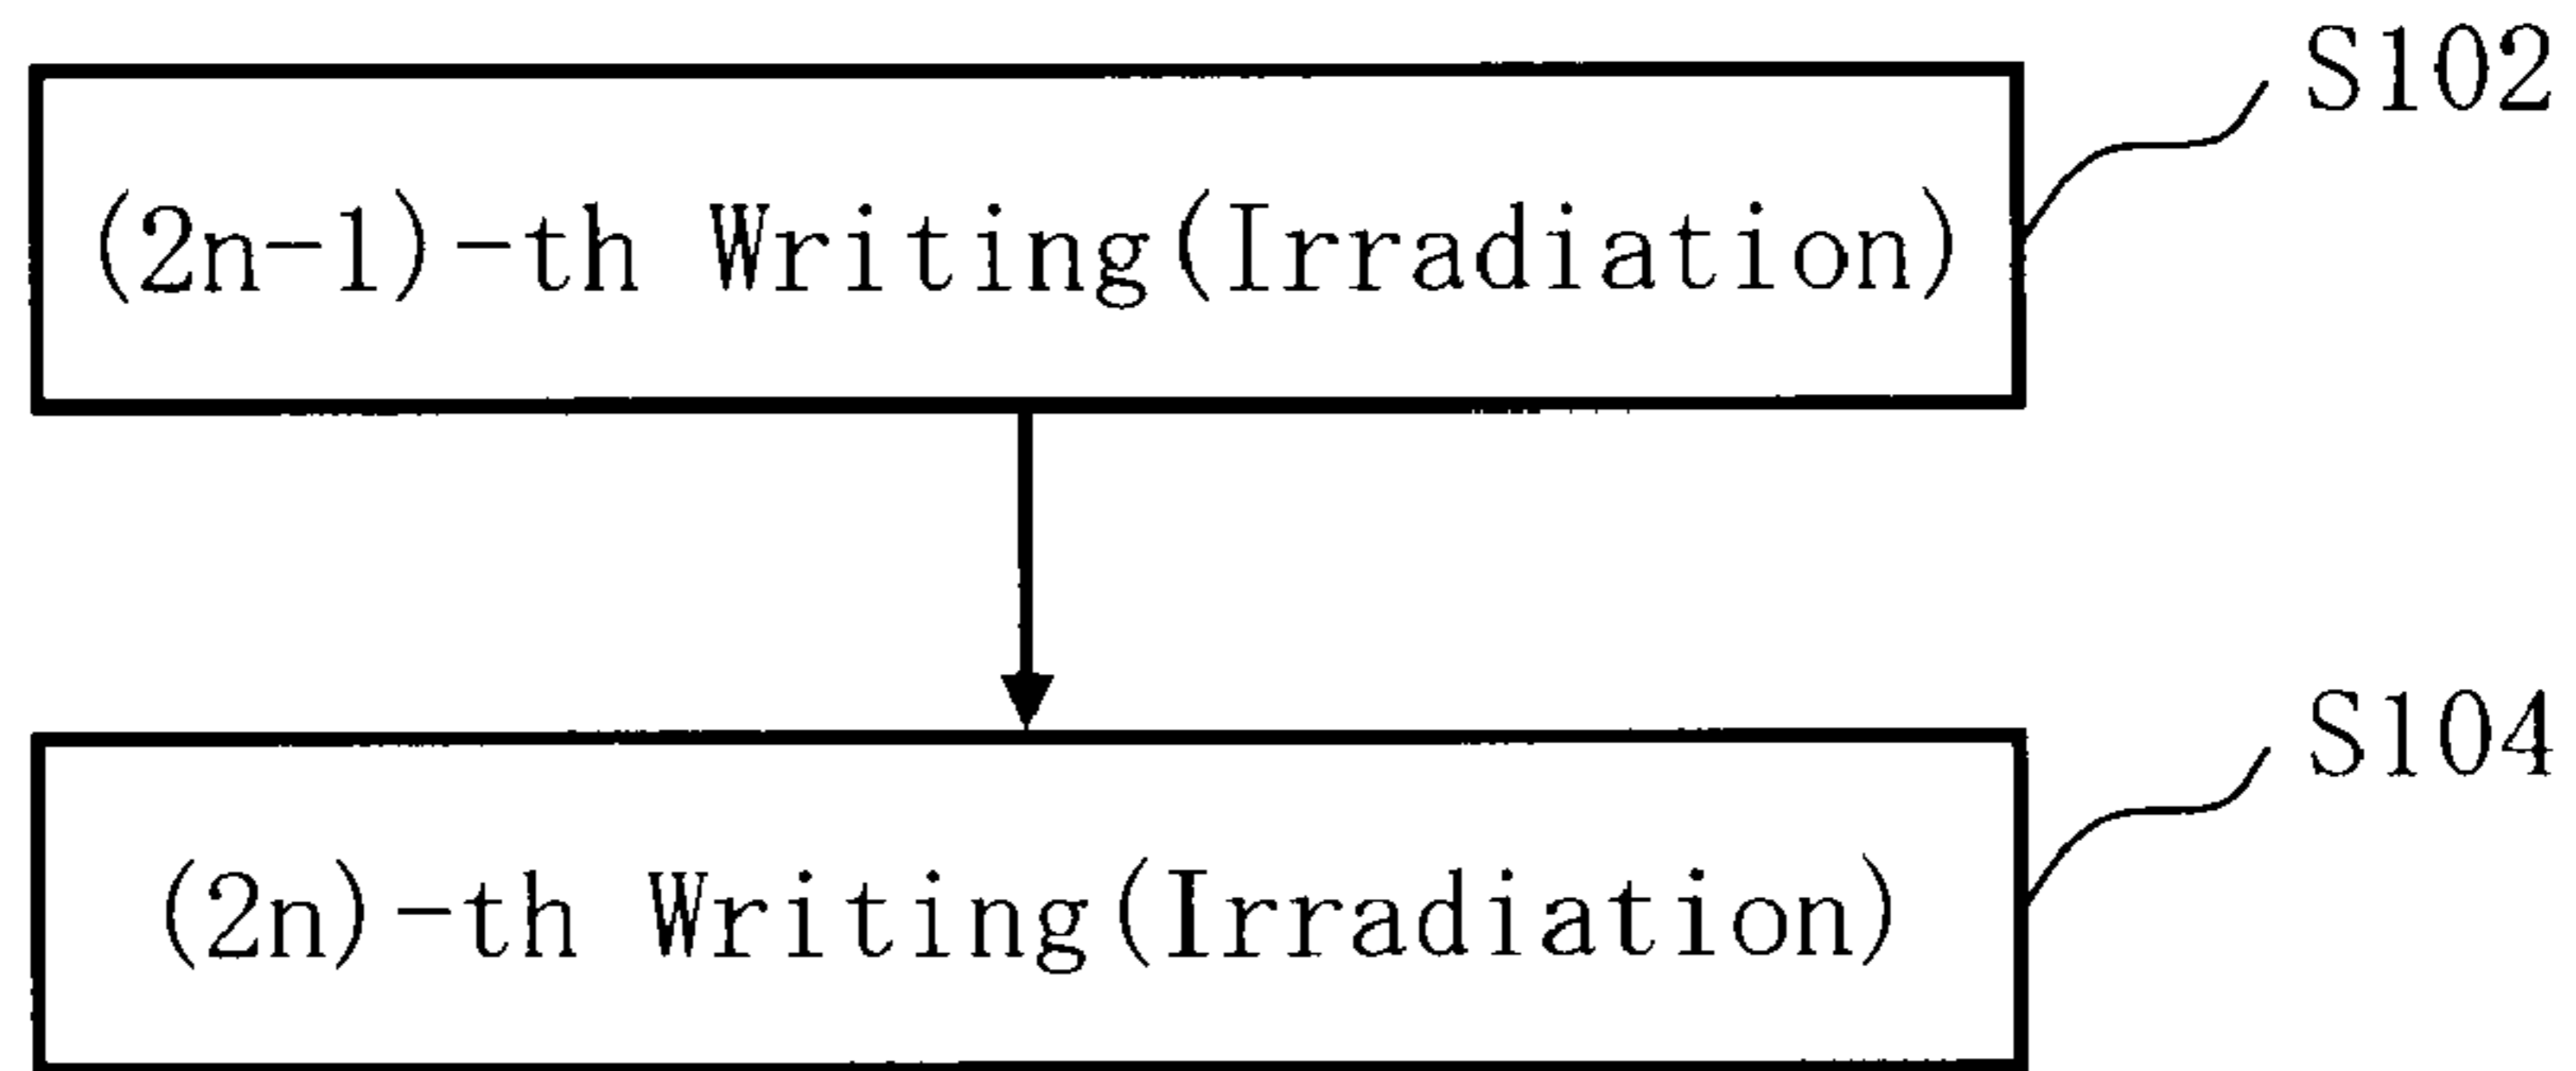 S102
(2n-1)-th Writing(Irradiation)
S104
(2n)-th Writing(Irradiation)